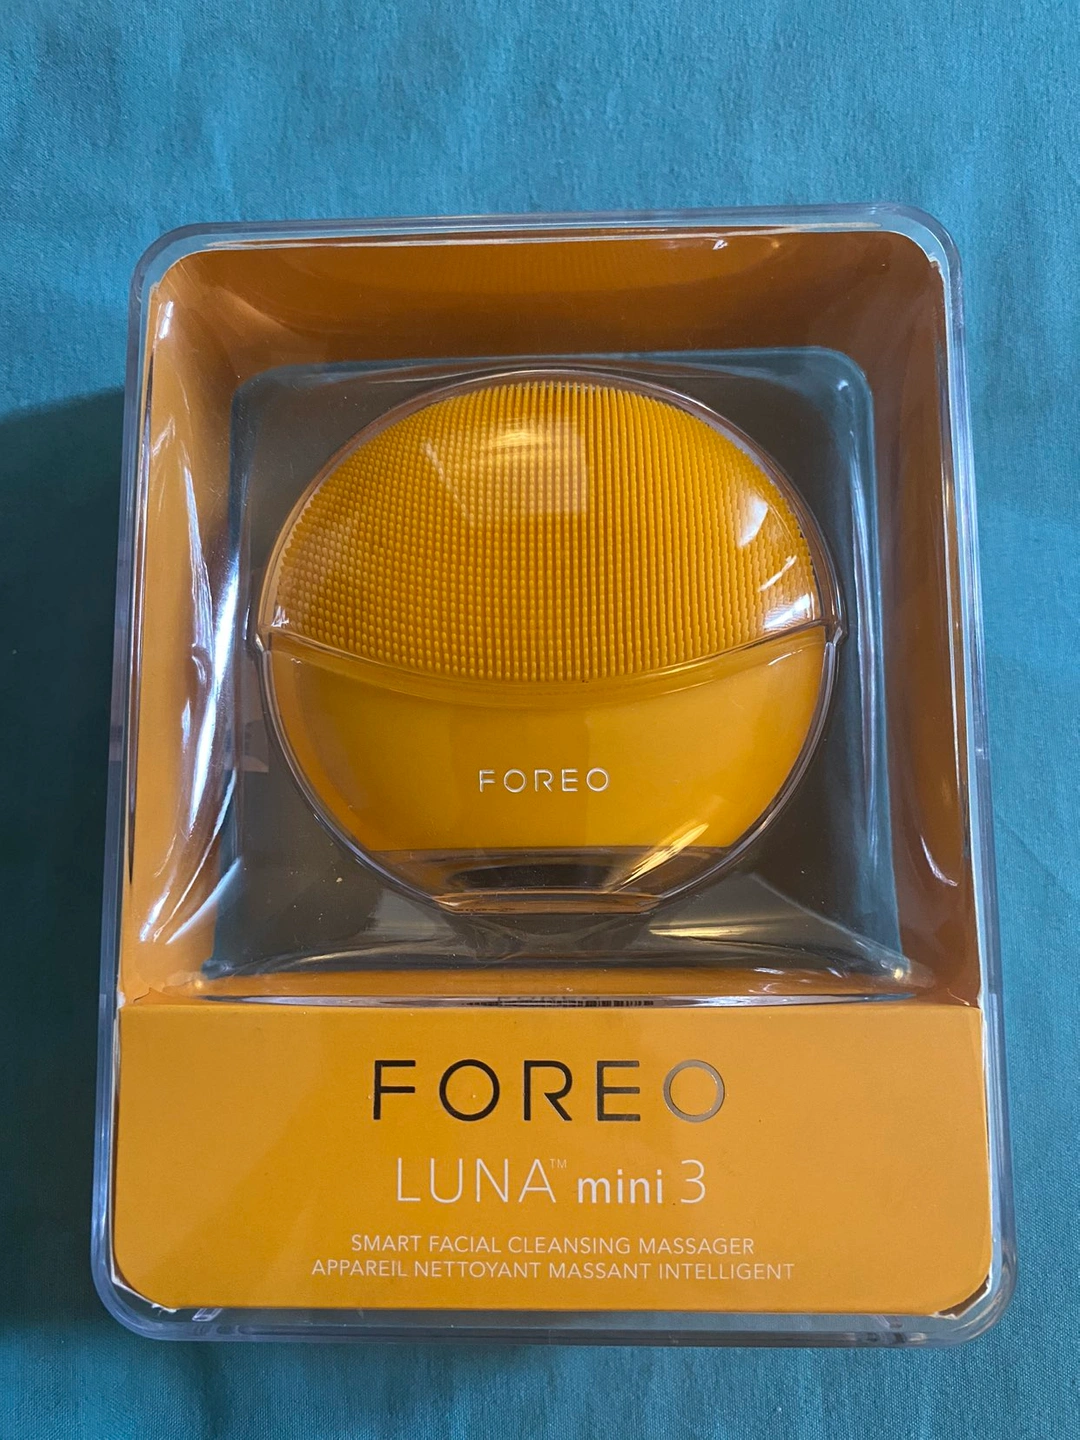 FOREO
FOREO
LUNA™ mini 3
SMART FACIAL CLEANSING MASSAGER
APPAREIL NETTOYANT MASSANT INTELLIGENT